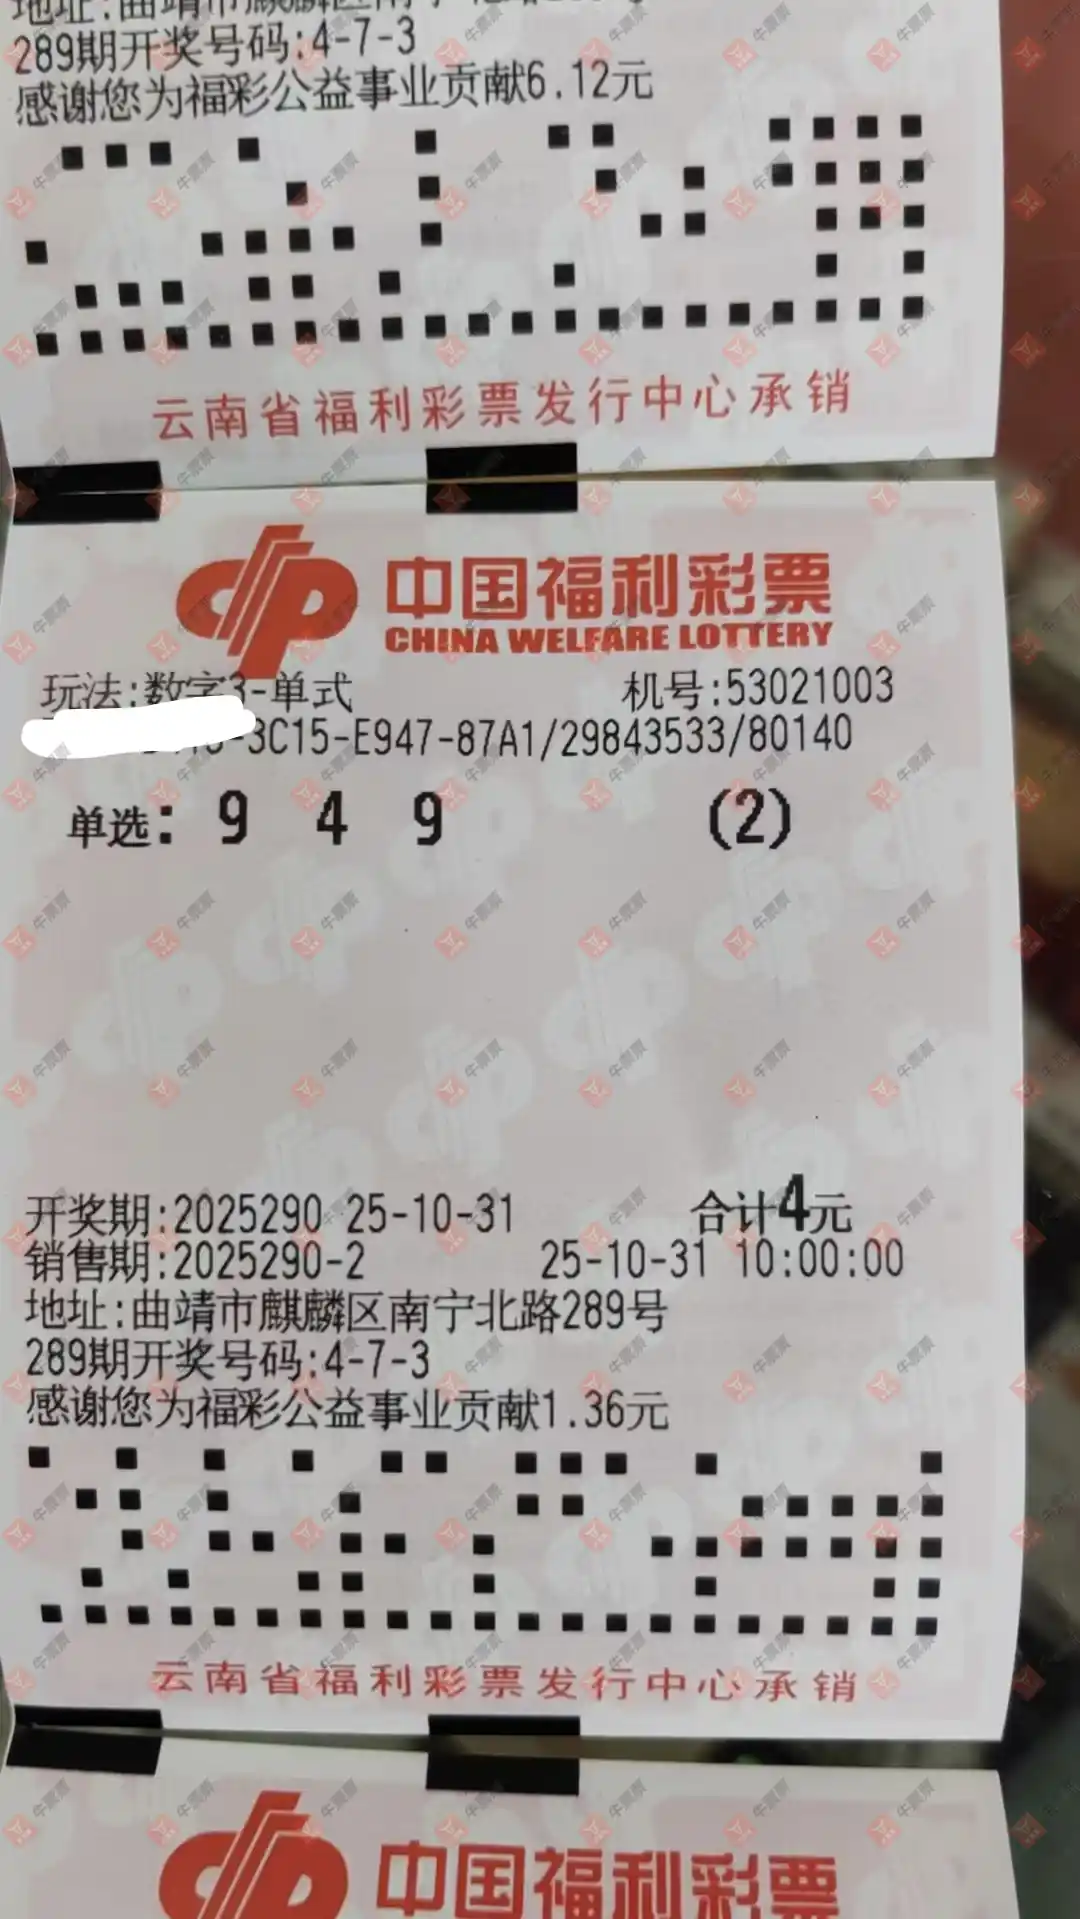 289期开奖号码:4-7-3
感谢您为福彩公益事业贡献6.12元
云南省福利彩票发行中心承销
中国福利彩票
CHINA WELFARE LOTTERY
玩法:数字3-单式 机号:53021003
3C15-E947-87A1/29843533/80140
单选: 9 4 9 (2)
开奖期:2025290 25-10-31 合计4元
销售期:2025290-2 25-10-31 10:00:00
地址:曲靖市麒麟区南宁北路289号
289期开奖号码:4-7-3
感谢您为福彩公益事业贡献1.36元
云南省福利彩票发行中心承销
中国福利彩票
牛票票